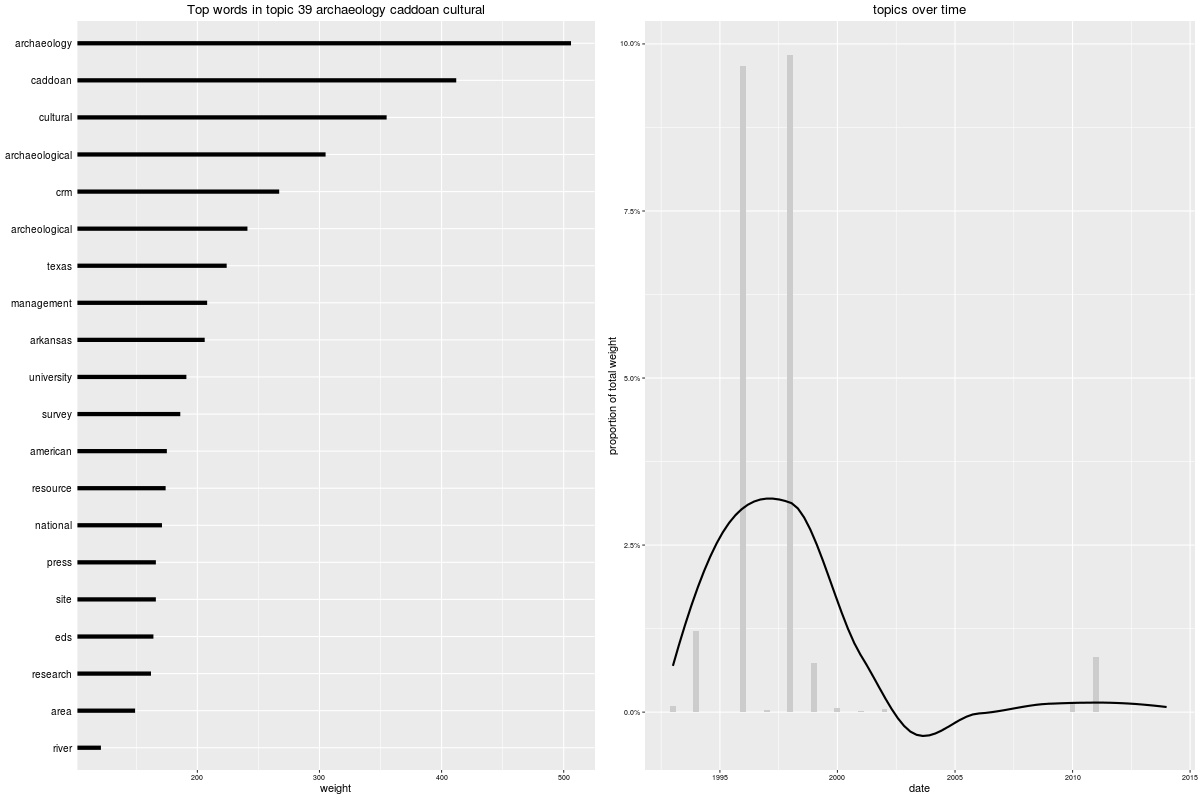 Top words in topic 39 archaeology caddoan cultural
archaeology
caddoan
cultural
archaeological
crm
archeological
texas
management
arkansas
university
survey
american
resource
national
press
site
eds
research
area
river
200 300 400 500
weight
topics over time
proportion of total weight
10.0%
7.5%
5.0%
2.5%
0.0%
1995 2000 2005 2010 2015
date